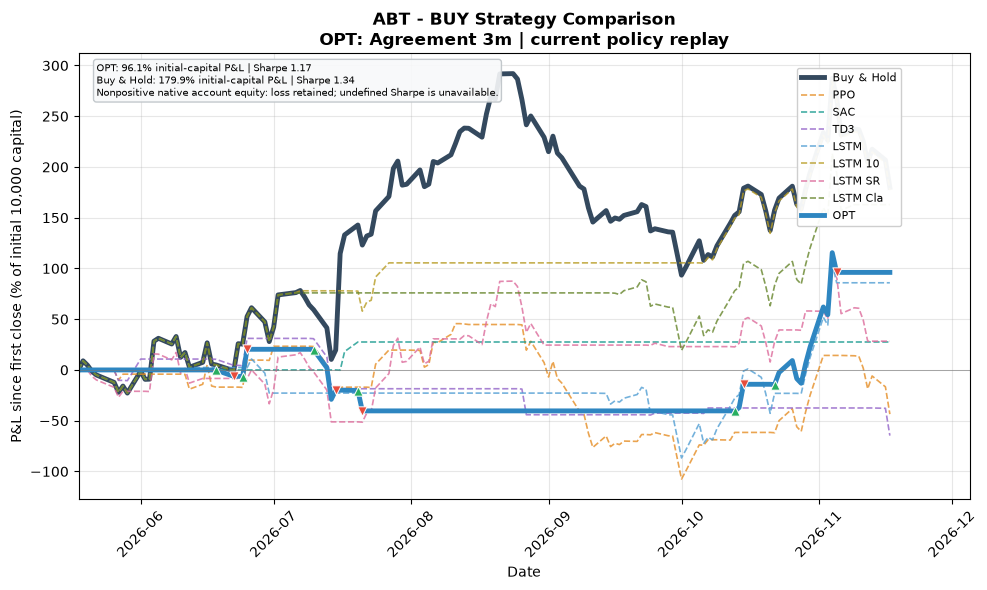 ABT - BUY Strategy Comparison
OPT: Agreement 3m | current policy replay
OPT: 96.1% initial-capital P&L | Sharpe 1.17
Buy & Hold: 179.9% initial-capital P&L | Sharpe 1.34
Nonpositive native account equity: loss retained; undefined Sharpe is unavailable.
Buy & Hold
PPO
SAC
TD3
LSTM
LSTM 10
LSTM SR
LSTM Cla
OPT
P&L since first close (% of initial 10,000 capital)
300
250
200
150
100
50
0
−50
−100
2026-06
2026-07
2026-08
2026-09
2026-10
2026-11
2026-12
Date